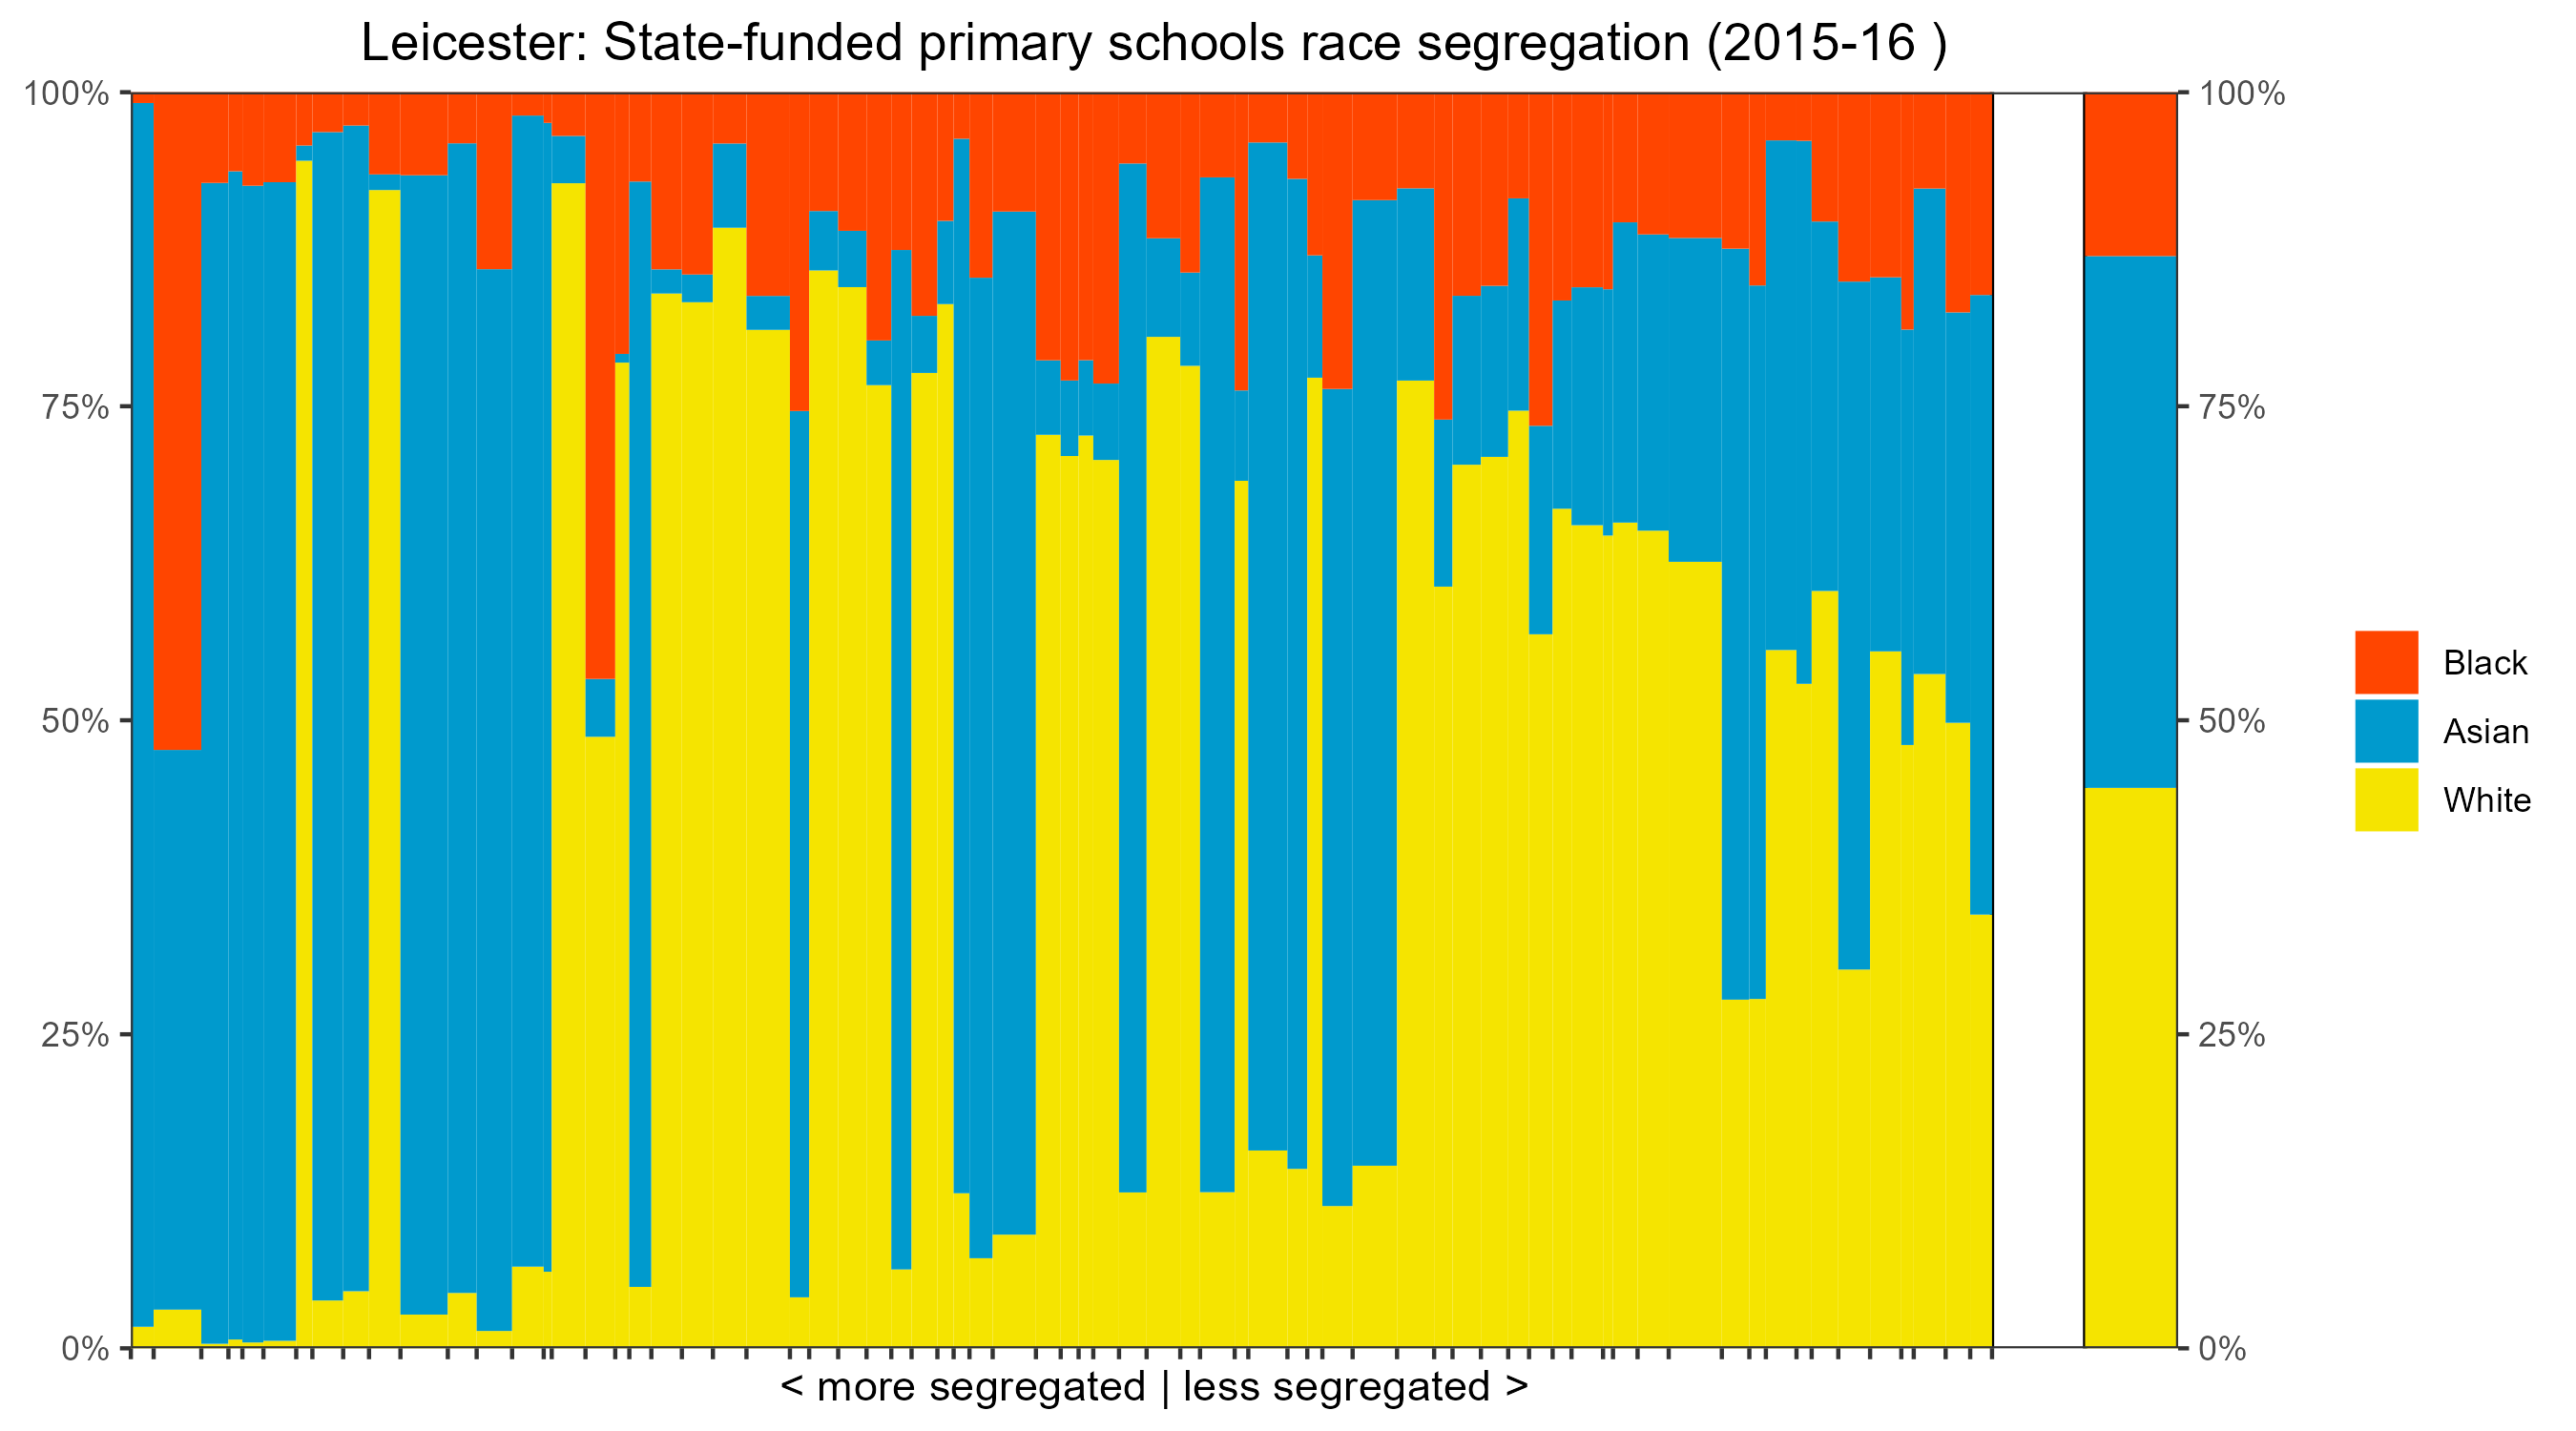 Leicester: State-funded primary schools race segregation (2015-16 )
100%
75%
50%
25%
0%
100%
75%
50%
25%
0%
Black
Asian
White
< more segregated | less segregated >